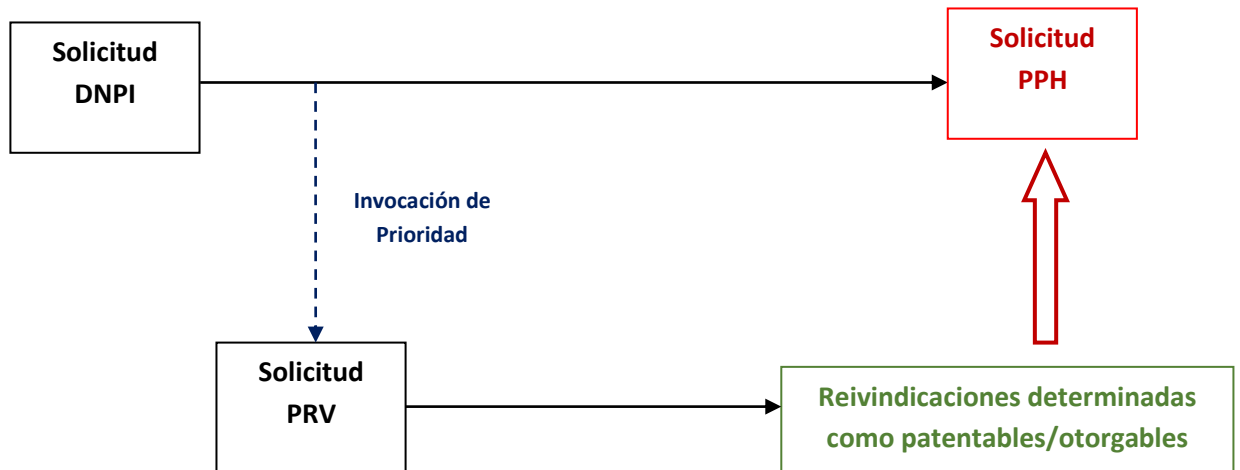 Solicitud
DNPI
Solicitud
PPH
Invocación de
Prioridad
Solicitud
PRV
Reivindicaciones determinadas
como patentables/otorgables